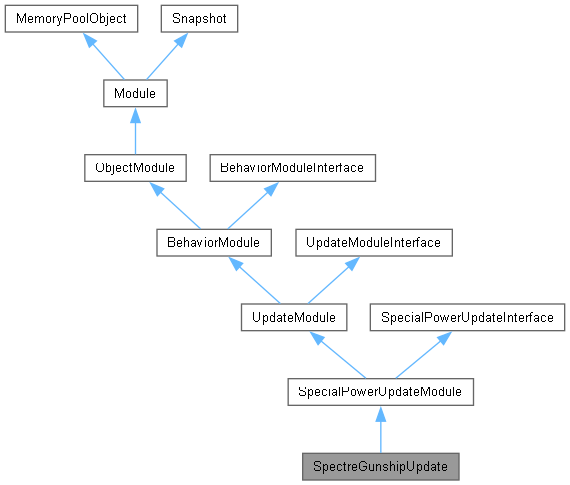 MemoryPoolObject
Snapshot
Module
ObjectModule
BehaviorModuleInterface
BehaviorModule
UpdateModuleInterface
UpdateModule
SpecialPowerUpdateInterface
SpecialPowerUpdateModule
SpectreGunshipUpdate